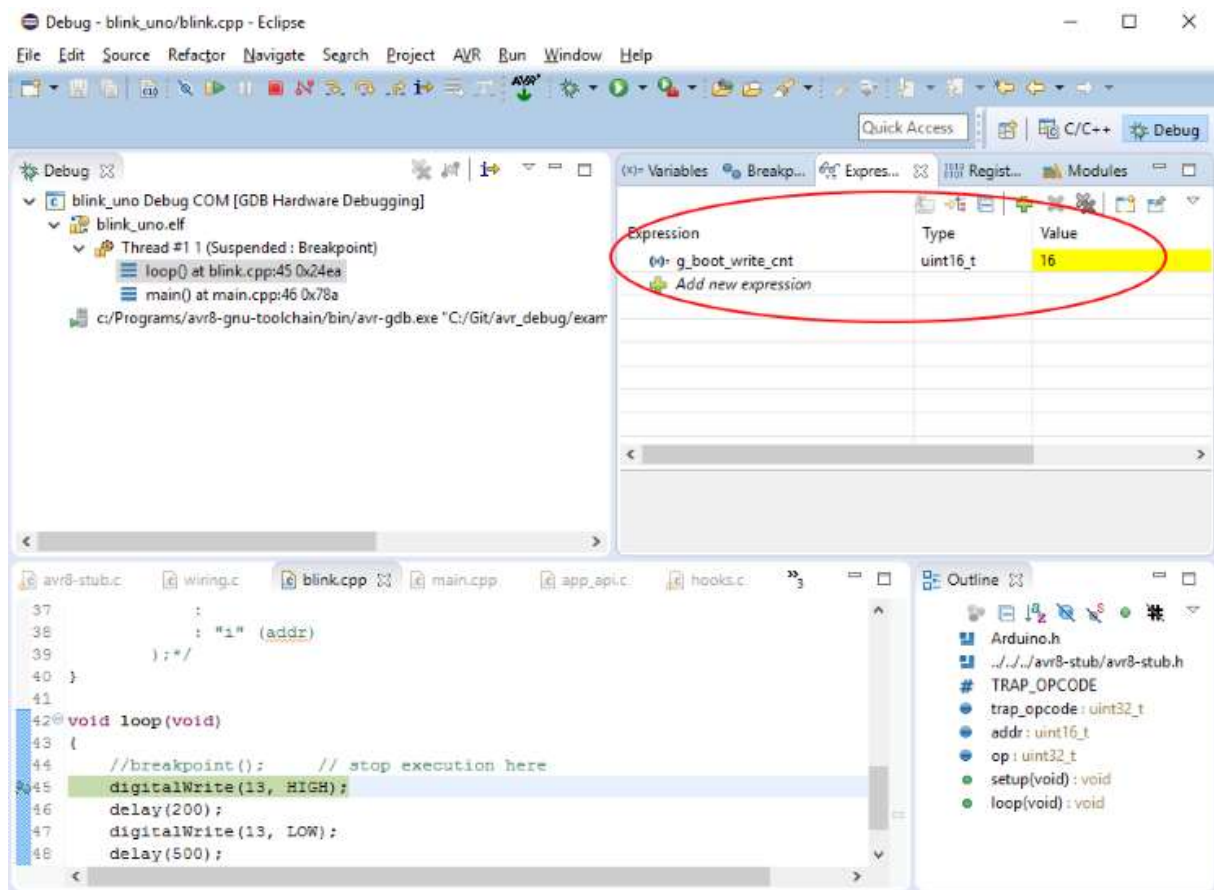 Debug - blink_uno/blink.cpp - Eclipse
File Edit Source Refactor Navigate Search Project AVR Run Window Help
AVR
Quick Access C/C++ Debug
Debug
blink_uno Debug COM [GDB Hardware Debugging]
blink_uno.elf
Thread #1 1 (Suspended : Breakpoint)
loop() at blink.cpp:45 0x24ea
main() at main.cpp:46 0x78a
c:/Programs/avr8-gnu-toolchain/bin/avr-gdb.exe "C:/Git/avr_debug/exam
(x)= Variables Breakp... Expres... Regist... Modules
Expression Type Value
(x)= g_boot_write_cnt uint16_t 16
Add new expression
avr8-stub.c wiring.c blink.cpp main.cpp app_api.c hooks.c »3
37 :
38 : "i" (addr)
39 );*/
40 }
41
42 void loop(void)
43 {
44 //breakpoint(); // stop execution here
45 digitalWrite(13, HIGH);
46 delay(200);
47 digitalWrite(13, LOW);
48 delay(500);
Outline
Arduino.h
../../../avr8-stub/avr8-stub.h
# TRAP_OPCODE
trap_opcode : uint32_t
addr : uint16_t
op : uint32_t
setup(void) : void
loop(void) : void